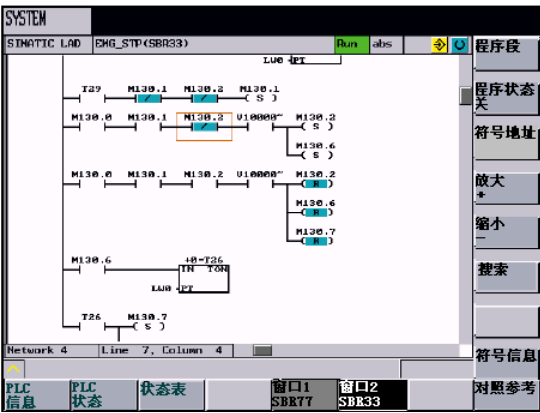 SYSTEM
SIMATIC LAD EMG_STP(SBR33) Run abs
程序段
LW0 PT
T29 M130.1 M130.2 M130.1
/ / S
程序状态
关
M130.0 M130.1 M130.2 V10000~ M130.2
/ S
符号地址
M130.6
S
M130.0 M130.1 M130.2 V10000~ M130.2
R
放大
+
M130.6
R
缩小
-
M130.7
R
M130.6 +0-T26
IN TON
搜索
LW0 PT
T26 M130.7
S
Network 4 Line 7, Column 4
符号信息
PLC
信息
PLC
状态
状态表
窗口1
SBR77
窗口2
SBR33
对照参考